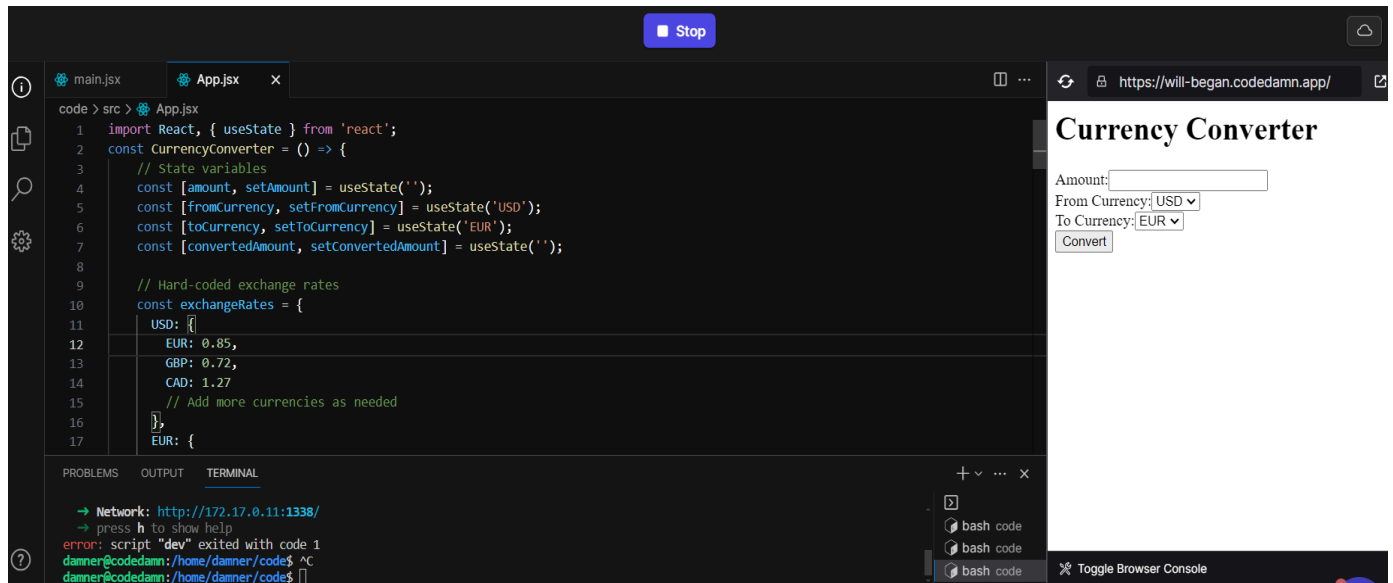 Stop
main.jsx
App.jsx
code > src > App.jsx
https://will-began.codedamn.app/
1 import React, { useState } from 'react';
2 const CurrencyConverter = () => {
3 // State variables
4 const [amount, setAmount] = useState('');
5 const [fromCurrency, setFromCurrency] = useState('USD');
6 const [toCurrency, setToCurrency] = useState('EUR');
7 const [convertedAmount, setConvertedAmount] = useState('');
8
9 // Hard-coded exchange rates
10 const exchangeRates = {
11 USD: {
12 EUR: 0.85,
13 GBP: 0.72,
14 CAD: 1.27
15 // Add more currencies as needed
16 },
17 EUR: {
PROBLEMS OUTPUT TERMINAL
→ Network: http://172.17.0.11:1338/
→ press h to show help
error: script "dev" exited with code 1
damner@codedamn:/home/damner/code$ ^C
damner@codedamn:/home/damner/code$
bash code
bash code
bash code
Currency Converter
Amount:
From Currency: USD
To Currency: EUR
Convert
Toggle Browser Console